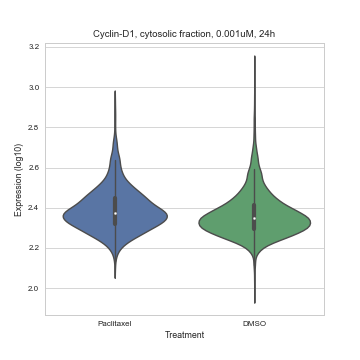 Cyclin-D1, cytosolic fraction, 0.001uM, 24h
3.2
3.0
2.8
2.6
2.4
2.2
2.0
Expression (log10)
Paclitaxel
DMSO
Treatment